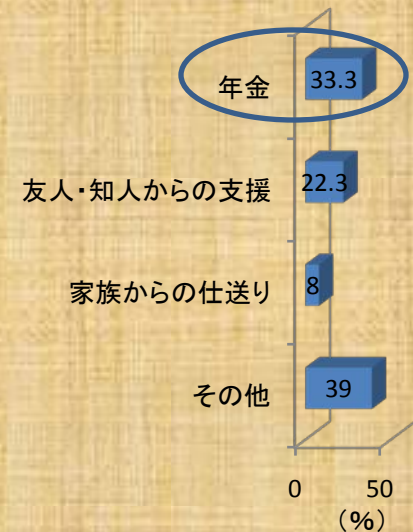 年金 33.3
友人・知人からの支援 22.3
家族からの仕送り 8
その他 39
0 50
（%）